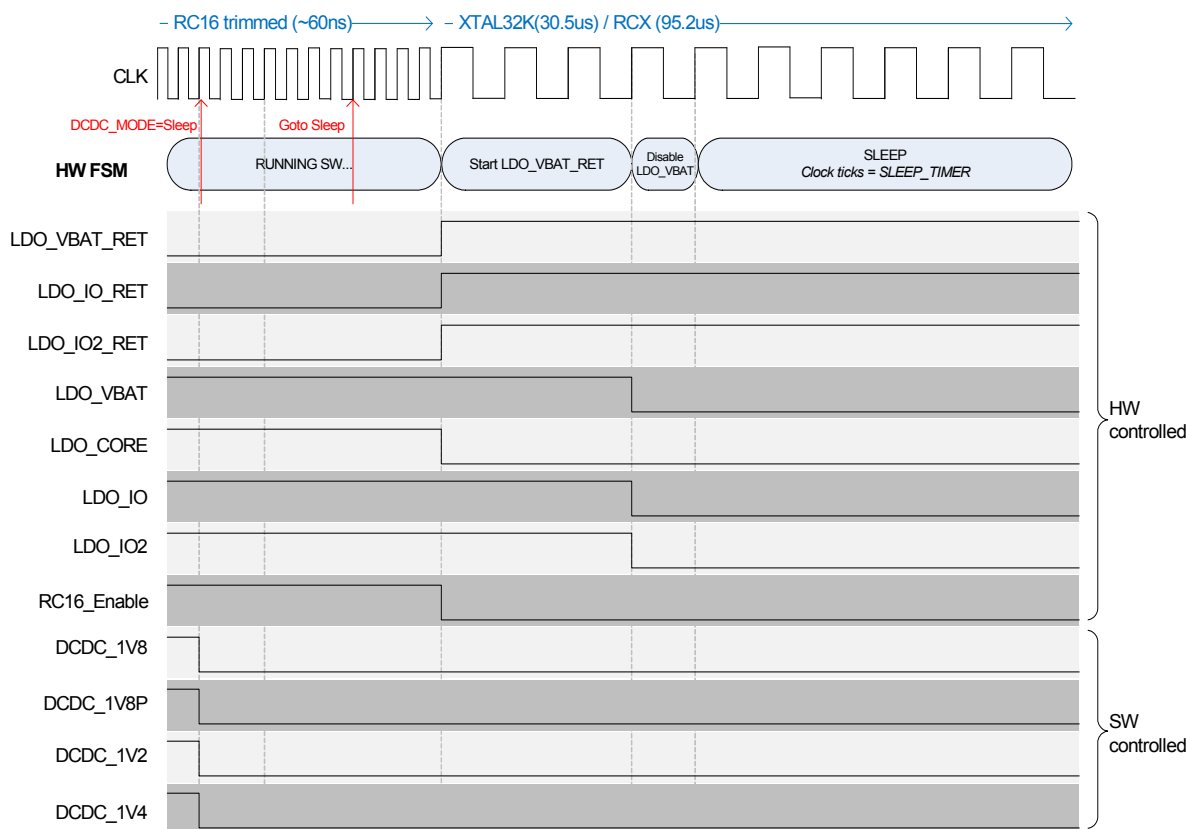 RC16 trimmed (~60ns)
XTAL32K(30.5us) / RCX (95.2us)
CLK
DCDC_MODE=Sleep
Goto Sleep
HW FSM
RUNNING SW...
Start LDO_VBAT_RET
Disable
LDO_VBAT
SLEEP
Clock ticks = SLEEP_TIMER
LDO_VBAT_RET
LDO_IO_RET
LDO_IO2_RET
LDO_VBAT
LDO_CORE
LDO_IO
LDO_IO2
RC16_Enable
HW
controlled
DCDC_1V8
DCDC_1V8P
DCDC_1V2
DCDC_1V4
SW
controlled